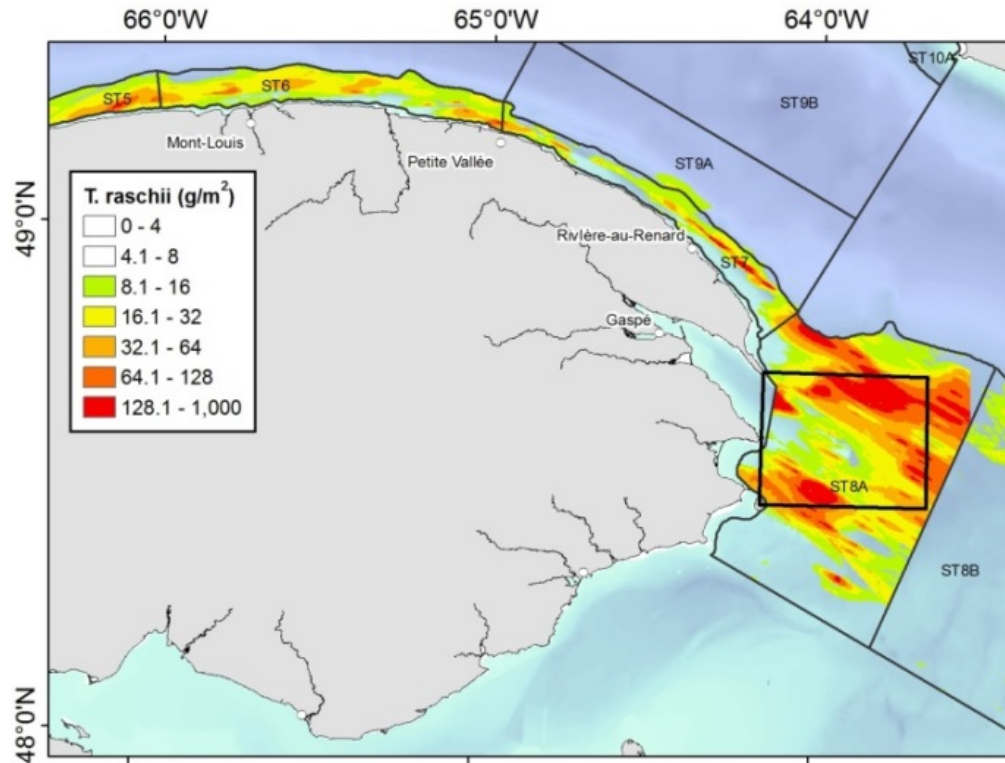 66°0'W 65°0'W 64°0'W
ST10A
ST5 ST6 ST9B
Mont-Louis
Petite Vallée ST9A
49°0'N
T. raschii (g/m²)
0 - 4
4.1 - 8
8.1 - 16
16.1 - 32
32.1 - 64
64.1 - 128
128.1 - 1,000
Rivière-au-Renard
ST7
Gaspé
ST8A
ST8B
48°0'N